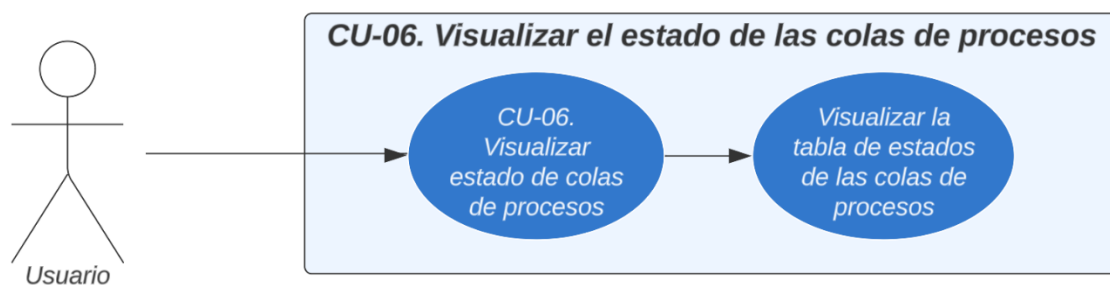 CU-06. Visualizar el estado de las colas de procesos
CU-06.
Visualizar
estado de colas
de procesos
Visualizar la
tabla de estados
de las colas de
procesos
Usuario